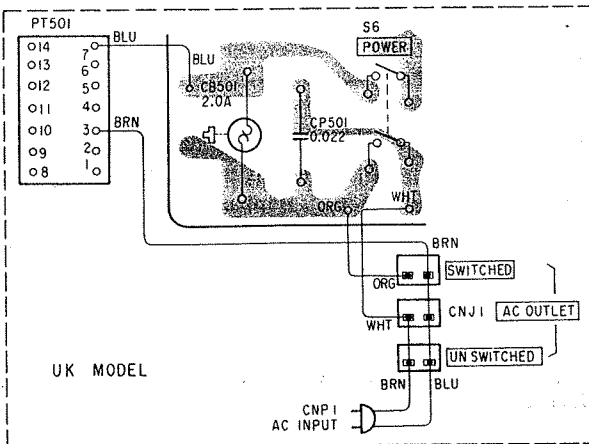 PT501
14 7
13 6
12 5
11 4
10 3
9 2
8 1
BLU
BLU
BRN
CB501
2.0A
CP501
0.022
S6
POWER
ORG
WHT
BRN
ORG
SWITCHED
WHT
CNJ1
AC OUTLET
UNSWITCHED
BRN
BLU
UK MODEL
CNP1
AC INPUT